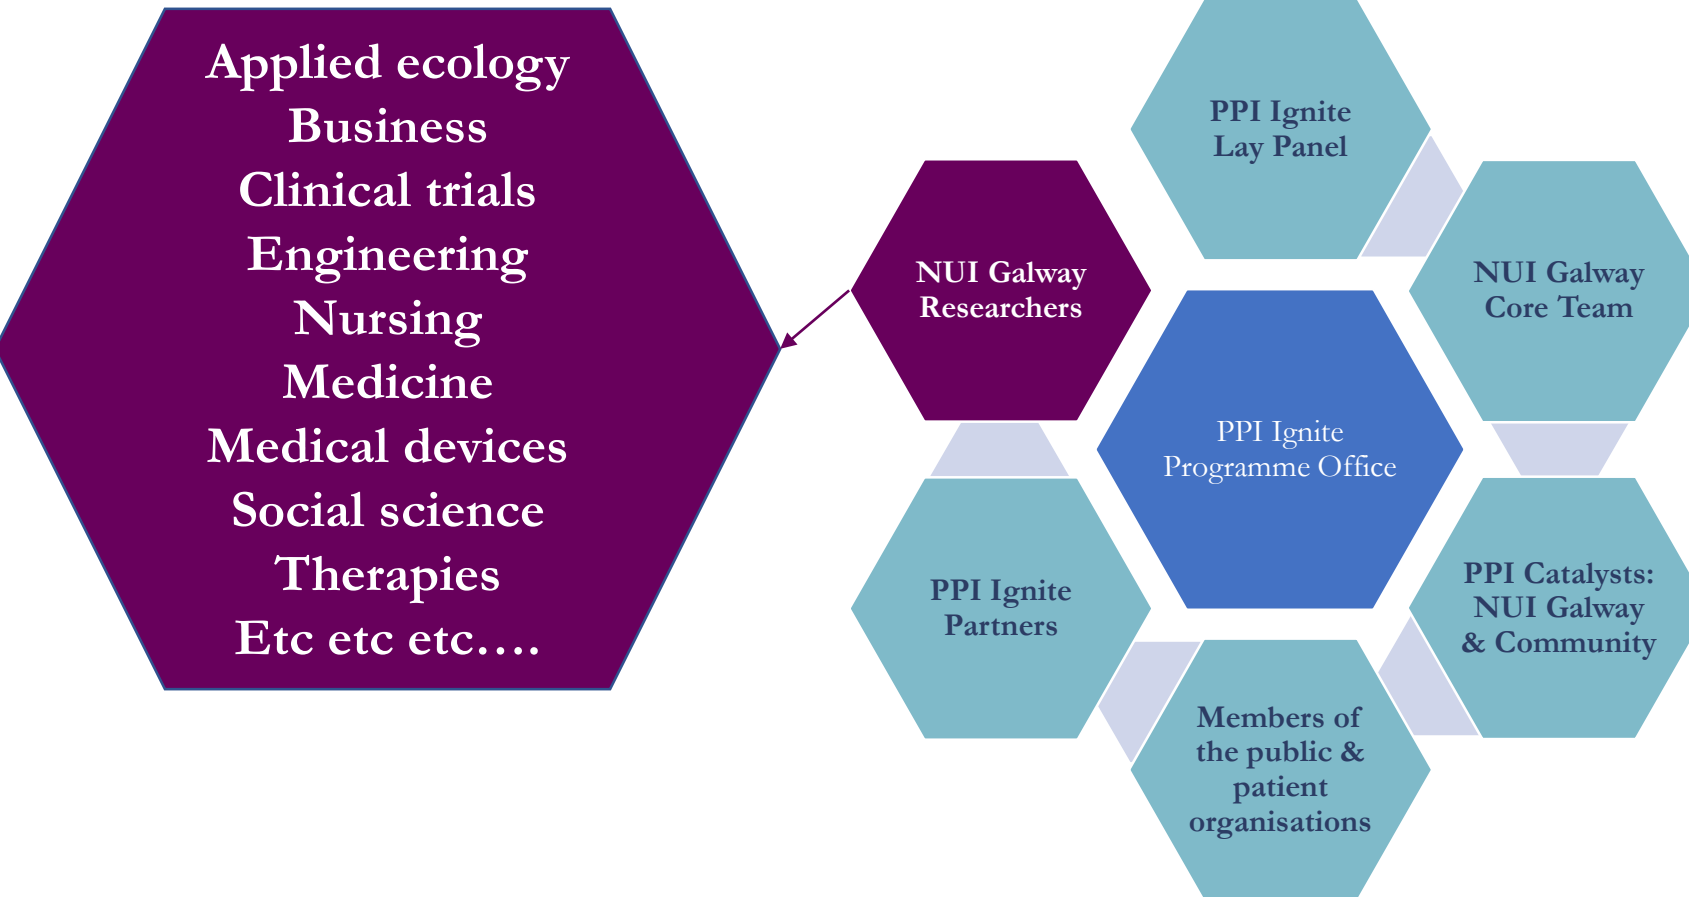 Applied ecology
Business
Clinical trials
Engineering
Nursing
Medicine
Medical devices
Social science
Therapies
Etc etc etc….
PPI Ignite
Lay Panel
NUI Galway
Researchers
NUI Galway
Core Team
PPI Ignite
Programme Office
PPI Ignite
Partners
PPI Catalysts:
NUI Galway
& Community
Members of
the public &
patient
organisations